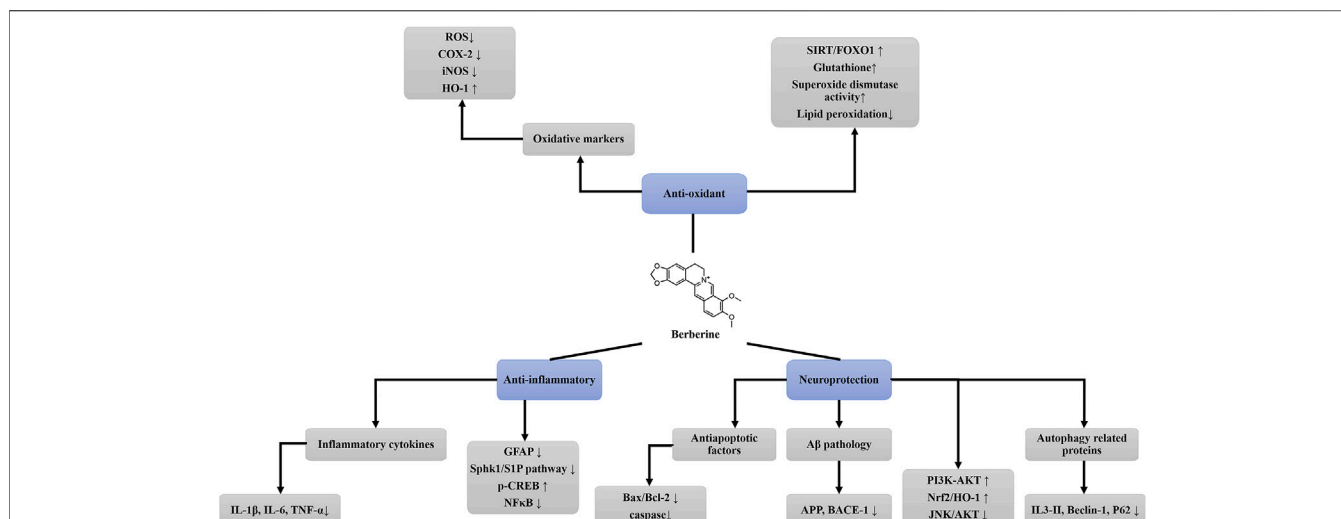 ROS↓
COX-2 ↓
iNOS ↓
HO-1 ↑
SIRT/FOXO1 ↑
Glutathione↑
Superoxide dismutase
activity↑
Lipid peroxidation↓
Oxidative markers
Anti-oxidant
O
O
N+
O
O
Berberine
Anti-inflammatory
Neuroprotection
Inflammatory cytokines
GFAP ↓
Sphk1/S1P pathway ↓
p-CREB ↑
NFκB ↓
Antiapoptotic
factors
Aβ pathology
Autophagy related
proteins
IL-1β, IL-6, TNF-α↓
Bax/Bcl-2 ↓
caspase↓
APP, BACE-1 ↓
PI3K-AKT ↑
Nrf2/HO-1 ↑
JNK/AKT ↓
IL3-II, Beclin-1, P62 ↓